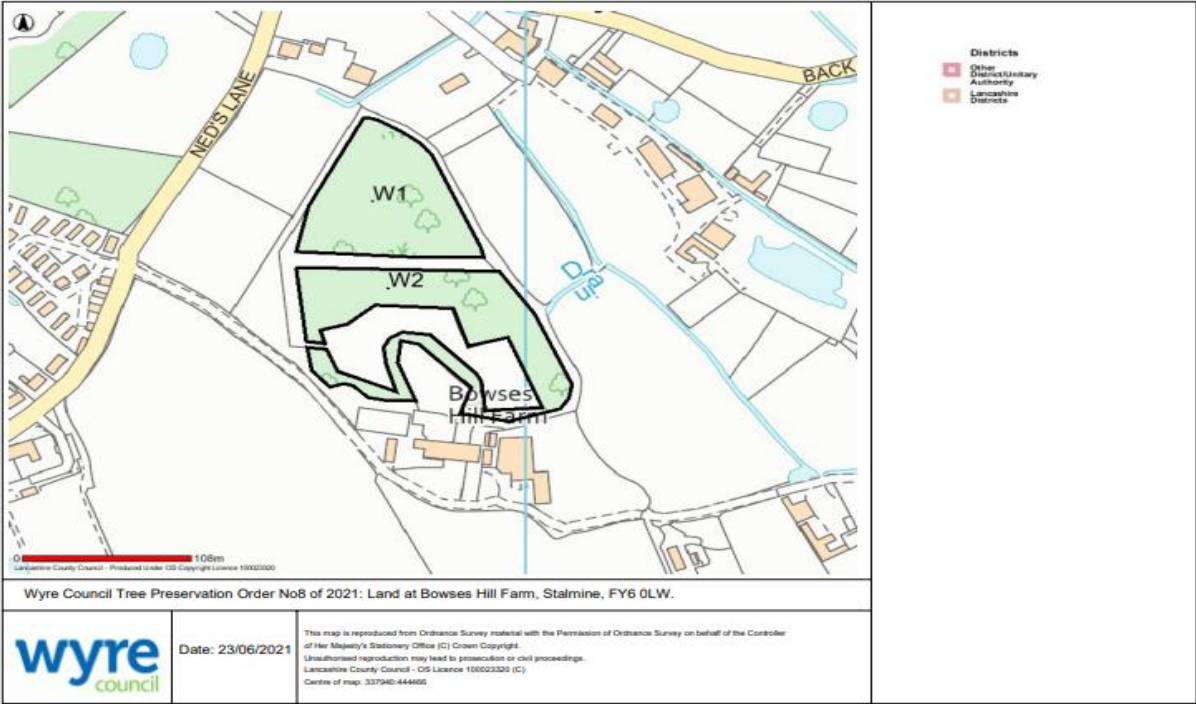 NED'S LANE
BACK
W1
W2
Drain
Bowses
Hill Farm
0 108m
Lancashire County Council - Produced Under OS Copyright Licence 100023320
Districts
Other
District/Unitary
Authority
Lancashire
Districts
Wyre Council Tree Preservation Order No8 of 2021: Land at Bowses Hill Farm, Stalmine, FY6 0LW.
wyre
council
Date: 23/06/2021
This map is reproduced from Ordnance Survey material with the Permission of Ordnance Survey on behalf of the Controller
of Her Majesty's Stationery Office (C) Crown Copyright.
Unauthorised reproduction may lead to prosecution or civil proceedings.
Lancashire County Council - OS Licence 100023320 (C)
Centre of map: 337940:444466